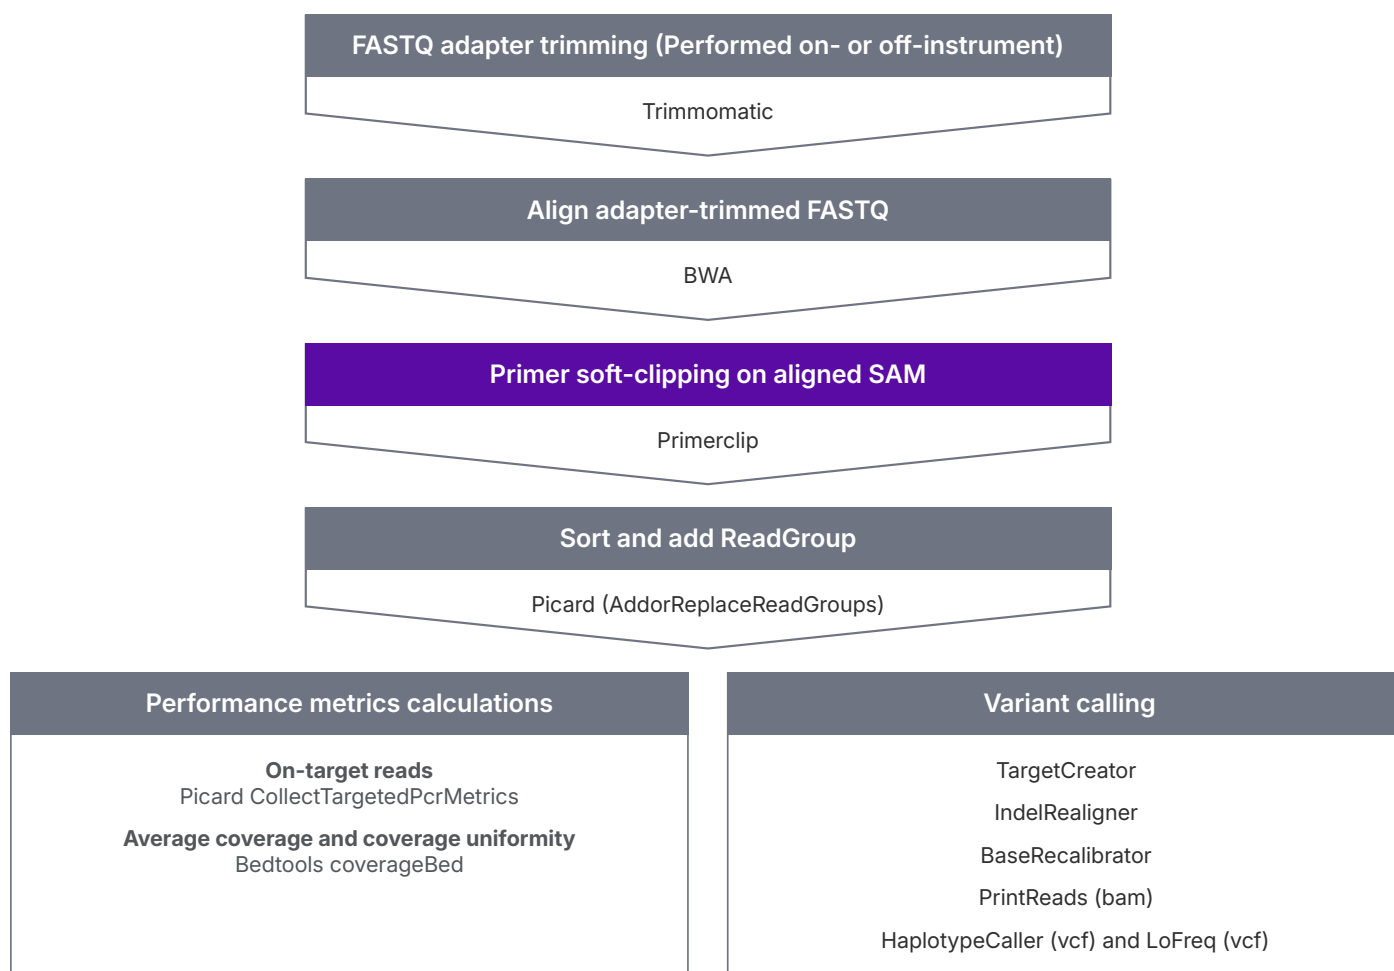 FASTQ adapter trimming (Performed on- or off-instrument)
Trimmomatic
Align adapter-trimmed FASTQ
BWA
Primer soft-clipping on aligned SAM
Primerclip
Sort and add ReadGroup
Picard (AddorReplaceReadGroups)
Performance metrics calculations
On-target reads
Picard CollectTargetedPcrMetrics
Average coverage and coverage uniformity
Bedtools coverageBed
Variant calling
TargetCreator
IndelRealigner
BaseRecalibrator
PrintReads (bam)
HaplotypeCaller (vcf) and LoFreq (vcf)